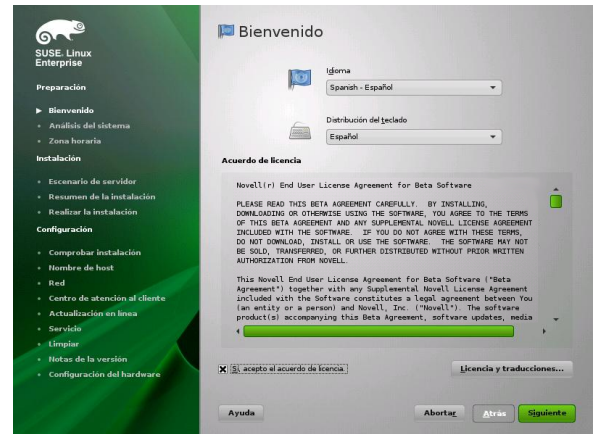 SUSE. Linux
Enterprise
Preparación
Bienvenido
Análisis del sistema
Zona horaria
Instalación
Escenario de servidor
Resumen de la instalación
Realizar la instalación
Configuración
Comprobar instalación
Nombre de host
Red
Centro de atención al cliente
Actualización en línea
Servicio
Limpiar
Notas de la versión
Configuración del hardware
Bienvenido
Idioma
Spanish - Español
Distribución del teclado
Español
Acuerdo de licencia
Novell(r) End User License Agreement for Beta Software
PLEASE READ THIS BETA AGREEMENT CAREFULLY. BY INSTALLING,
DOWNLOADING OR OTHERWISE USING THE SOFTWARE, YOU AGREE TO THE TERMS
OF THIS BETA AGREEMENT AND ANY SUPPLEMENTAL NOVELL LICENSE AGREEMENT
INCLUDED WITH THE SOFTWARE. IF YOU DO NOT AGREE WITH THESE TERMS,
DO NOT DOWNLOAD, INSTALL OR USE THE SOFTWARE. THE SOFTWARE MAY NOT
BE SOLD, TRANSFERRED, OR FURTHER DISTRIBUTED WITHOUT PRIOR WRITTEN
AUTHORIZATION FROM NOVELL.
This Novell End User License Agreement for Beta Software ("Beta
Agreement") together with any Supplemental Novell License Agreement
included with the Software constitutes a legal agreement between You
(an entity or a person) and Novell, Inc. ("Novell"). The software
product(s) accompanying this Beta Agreement, software updates, media
Sí, acepto el acuerdo de licencia.
Licencia y traducciones...
Ayuda
Abortar
Atrás
Siguiente